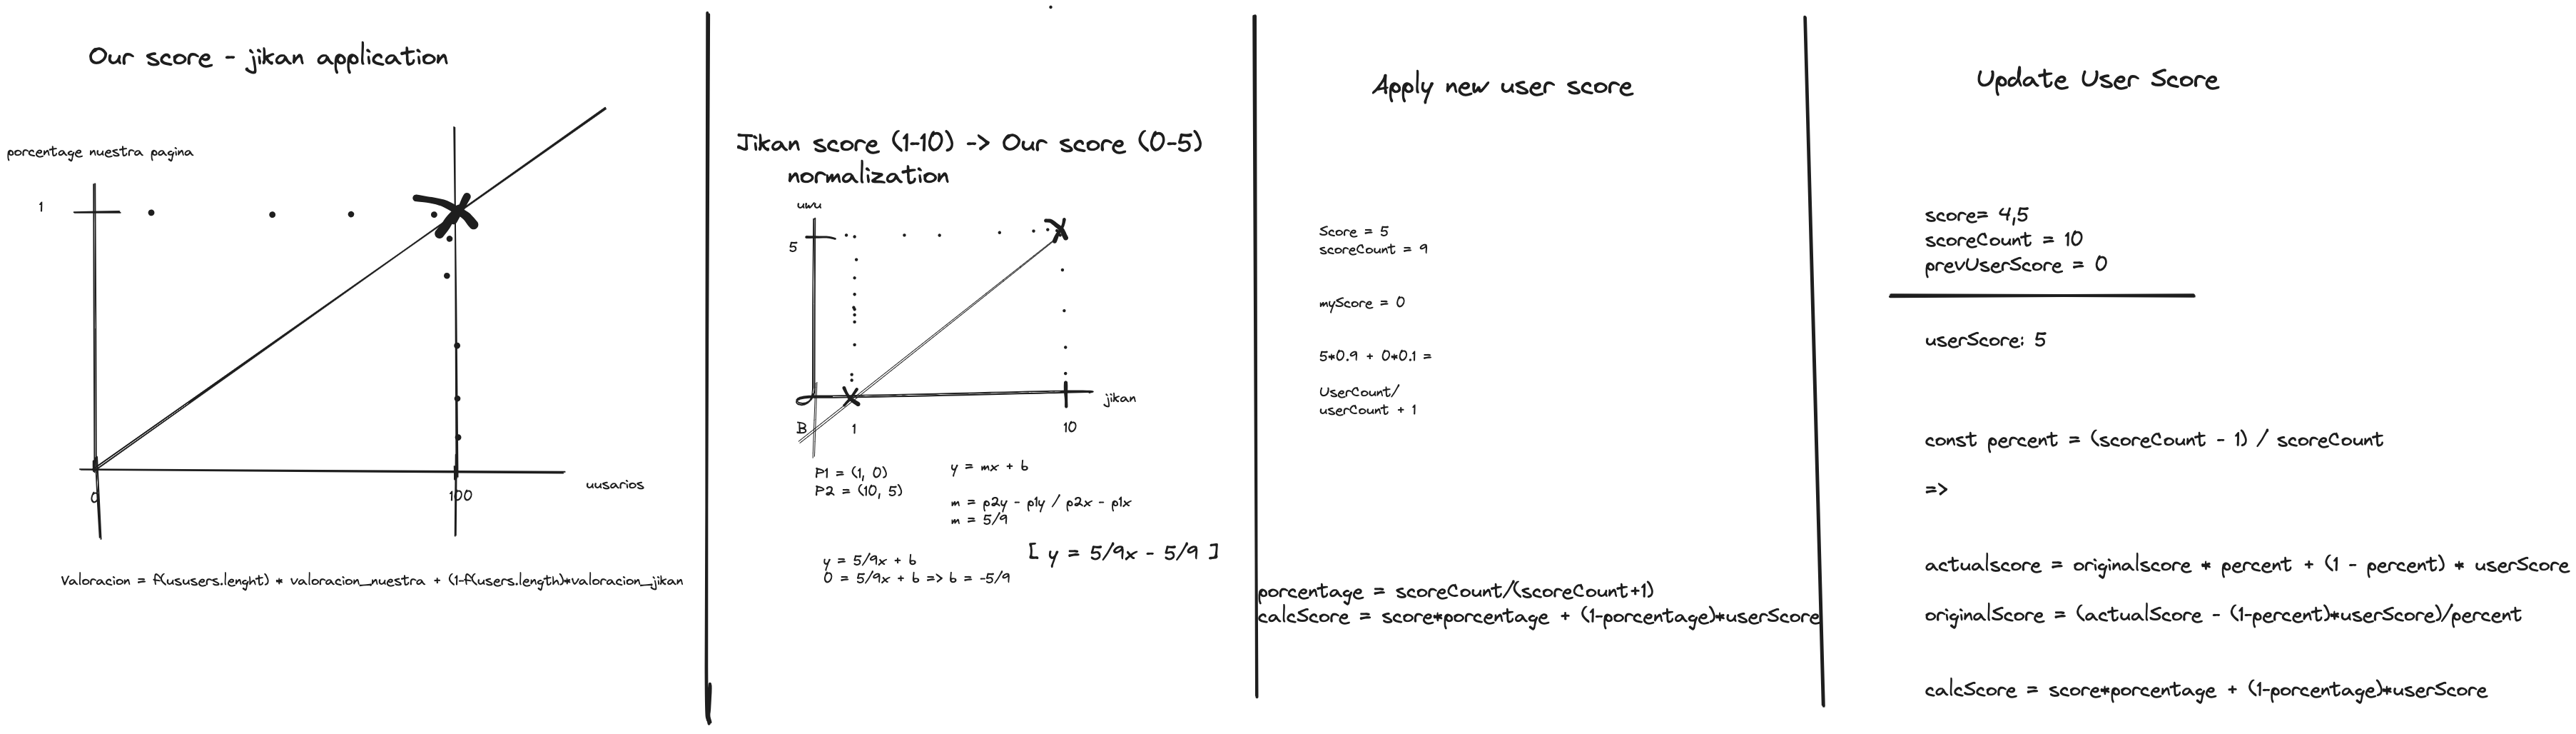 Our score - jikan application
porcentage nuestra pagina
1
0
100
uusarios
Valoracion = f(ususers.lenght) * valoracion_nuestra + (1-f(users.length)*valoracion_jikan
Jikan score (1-10) -> Our score (0-5)
normalization
uwu
5
jikan
B
1
10
P1 = (1, 0)
P2 = (10, 5)
y = mx + b
m = p2y - p1y / p2x - p1x
m = 5/9
y = 5/9x + b
0 = 5/9x + b => b = -5/9
[ y = 5/9x - 5/9 ]
Apply new user score
Score = 5
scoreCount = 9
myScore = 0
5*0.9 + 0*0.1 =
UserCount/
userCount + 1
porcentage = scoreCount/(scoreCount+1)
calcScore = score*porcentage + (1-porcentage)*userScore
Update User Score
score= 4,5
scoreCount = 10
prevUserScore = 0
userScore: 5
const percent = (scoreCount - 1) / scoreCount
=>
actualscore = originalscore * percent + (1 - percent) * userScore
originalScore = (actualScore - (1-percent)*userScore)/percent
calcScore = score*porcentage + (1-porcentage)*userScore